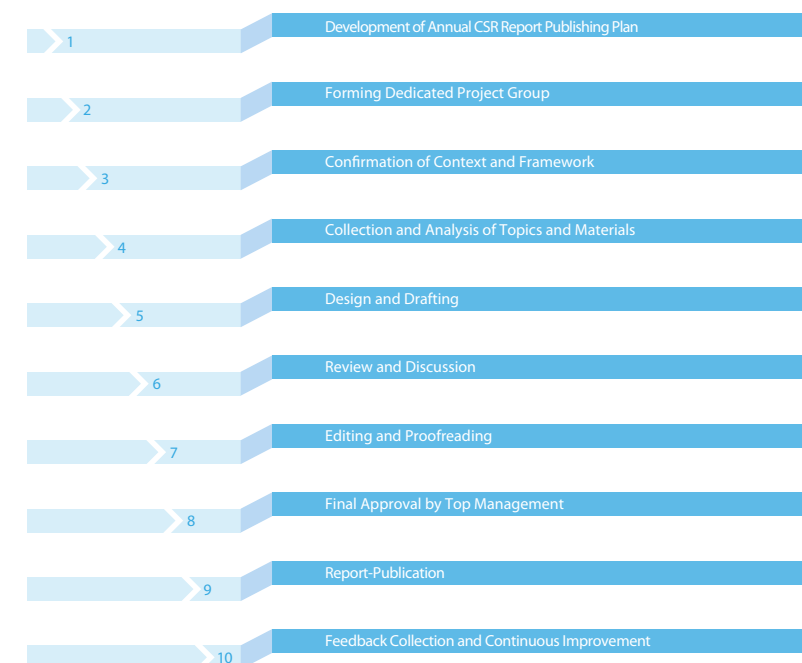 Development of Annual CSR Report Publishing Plan
1
Forming Dedicated Project Group
2
Confirmation of Context and Framework
3
Collection and Analysis of Topics and Materials
4
Design and Drafting
5
Review and Discussion
6
Editing and Proofreading
7
Final Approval by Top Management
8
Report-Publication
9
Feedback Collection and Continuous Improvement
10